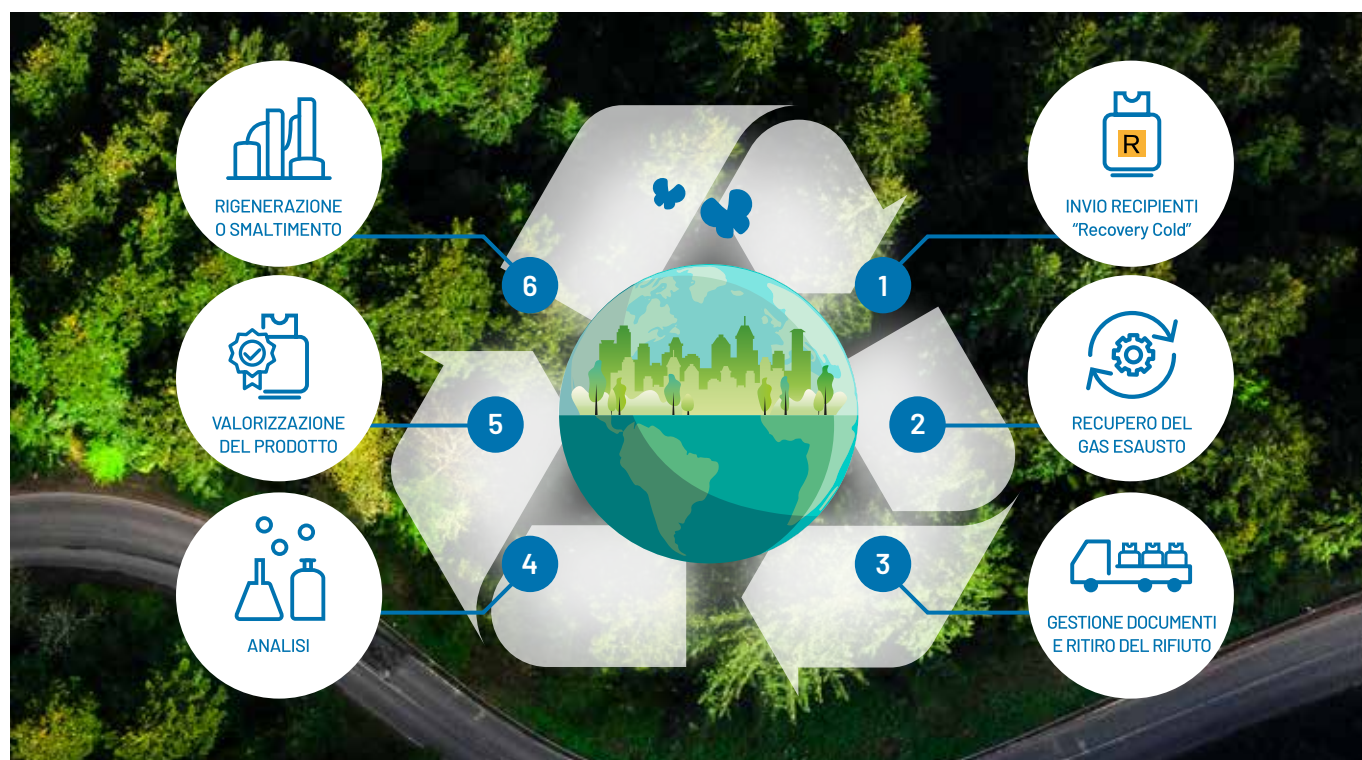 1
R
INVIO RECIPIENTI
“Recovery Cold”
2
RECUPERO DEL
GAS ESAUSTO
3
GESTIONE DOCUMENTI
E RITIRO DEL RIFIUTO
4
ANALISI
5
VALORIZZAZIONE
DEL PRODOTTO
6
RIGENERAZIONE
O SMALTIMENTO